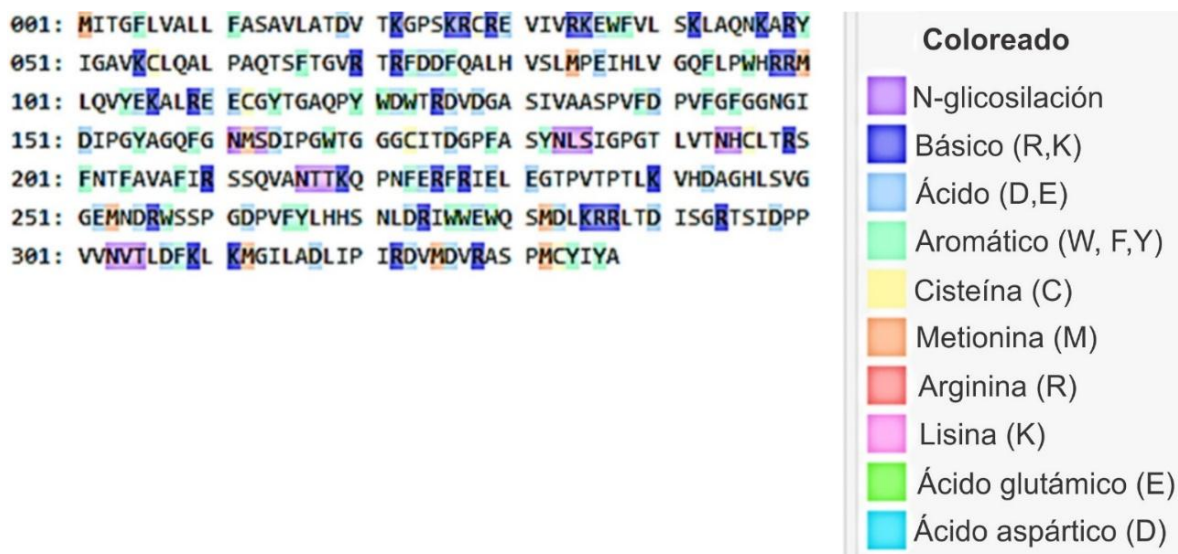 001: MITGFLVALL FASAVLATDV TKGPSKRCRE VIVRKEWFVL SKLAQNKARY
051: IGAVKCLQAL PAQTSFTGVR TRFDDFQALH VSLMPEIHLV GQFLPWHRRM
101: LQVYEKALRE ECGYTGAQPY WDWTRDVDGA SIVAASPVFD PVFGFGGNGI
151: DIPGYAGQFG NMSDIPGWTG GGCITDGPFA SYNLSIGPGT LVTNHCLTRS
201: FNTFAVAFIR SSQVANTTKQ PNFERFRIEL EGTPVTPTLK VHDAGHLSVG
251: GEMNDRWSSP GDPVFYLHHS NLDRIWWEWQ SMDLKRRLTD ISGRTSIDPP
301: VVNVTLDFKL KMGILADLIP IRDVMDVRAS PMCYIYA
Coloreado
N-glicosilación
Básico (R,K)
Ácido (D,E)
Aromático (W, F,Y)
Cisteína (C)
Metionina (M)
Arginina (R)
Lisina (K)
Ácido glutámico (E)
Ácido aspártico (D)